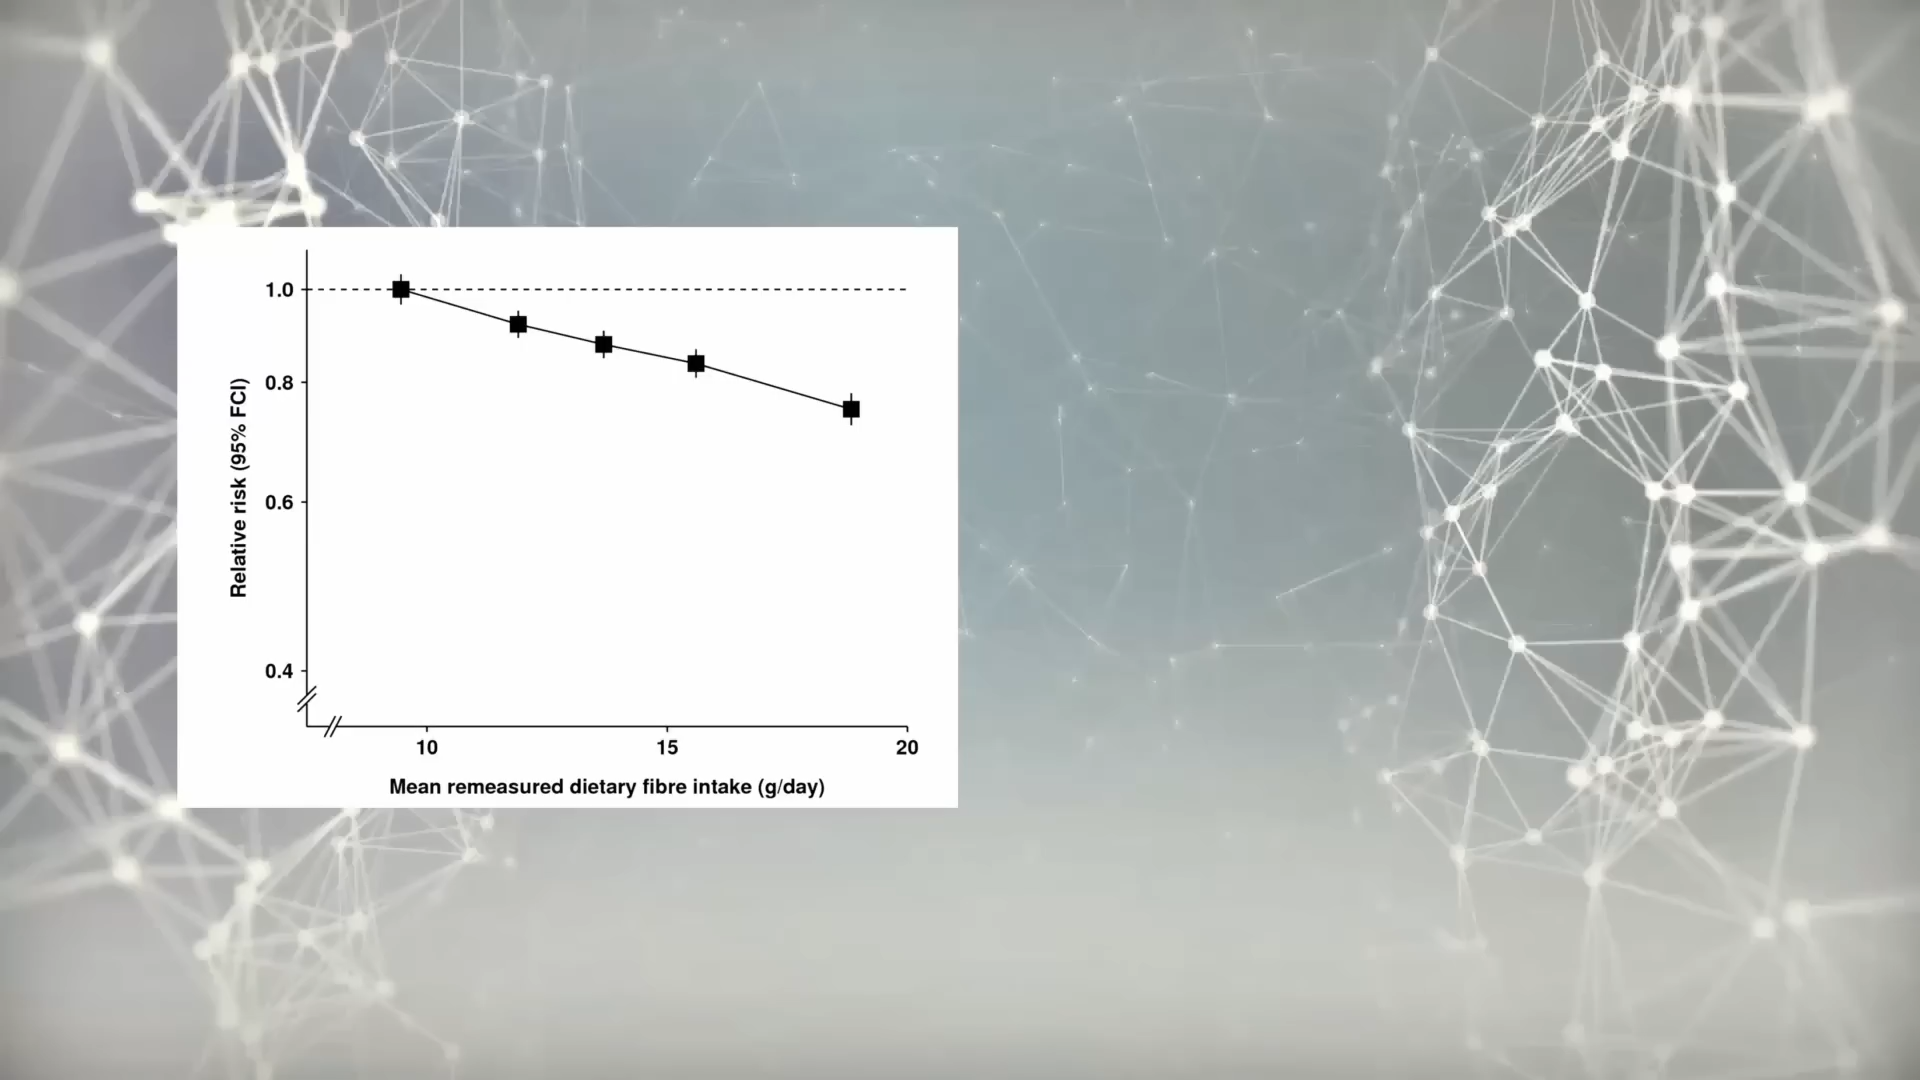 1.0
0.8
0.6
0.4
Relative risk (95% FCI)
10 15 20
Mean remeasured dietary fibre intake (g/day)